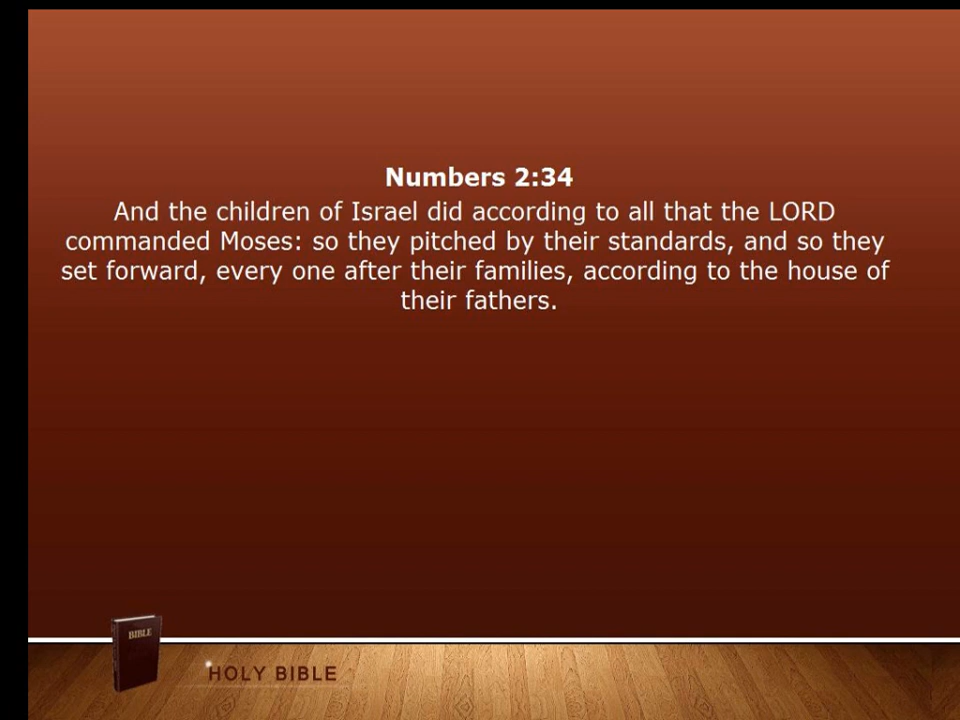 Numbers 2:34
And the children of Israel did according to all that the LORD
commanded Moses: so they pitched by their standards, and so they
set forward, every one after their families, according to the house of
their fathers.
BIBLE
HOLY BIBLE